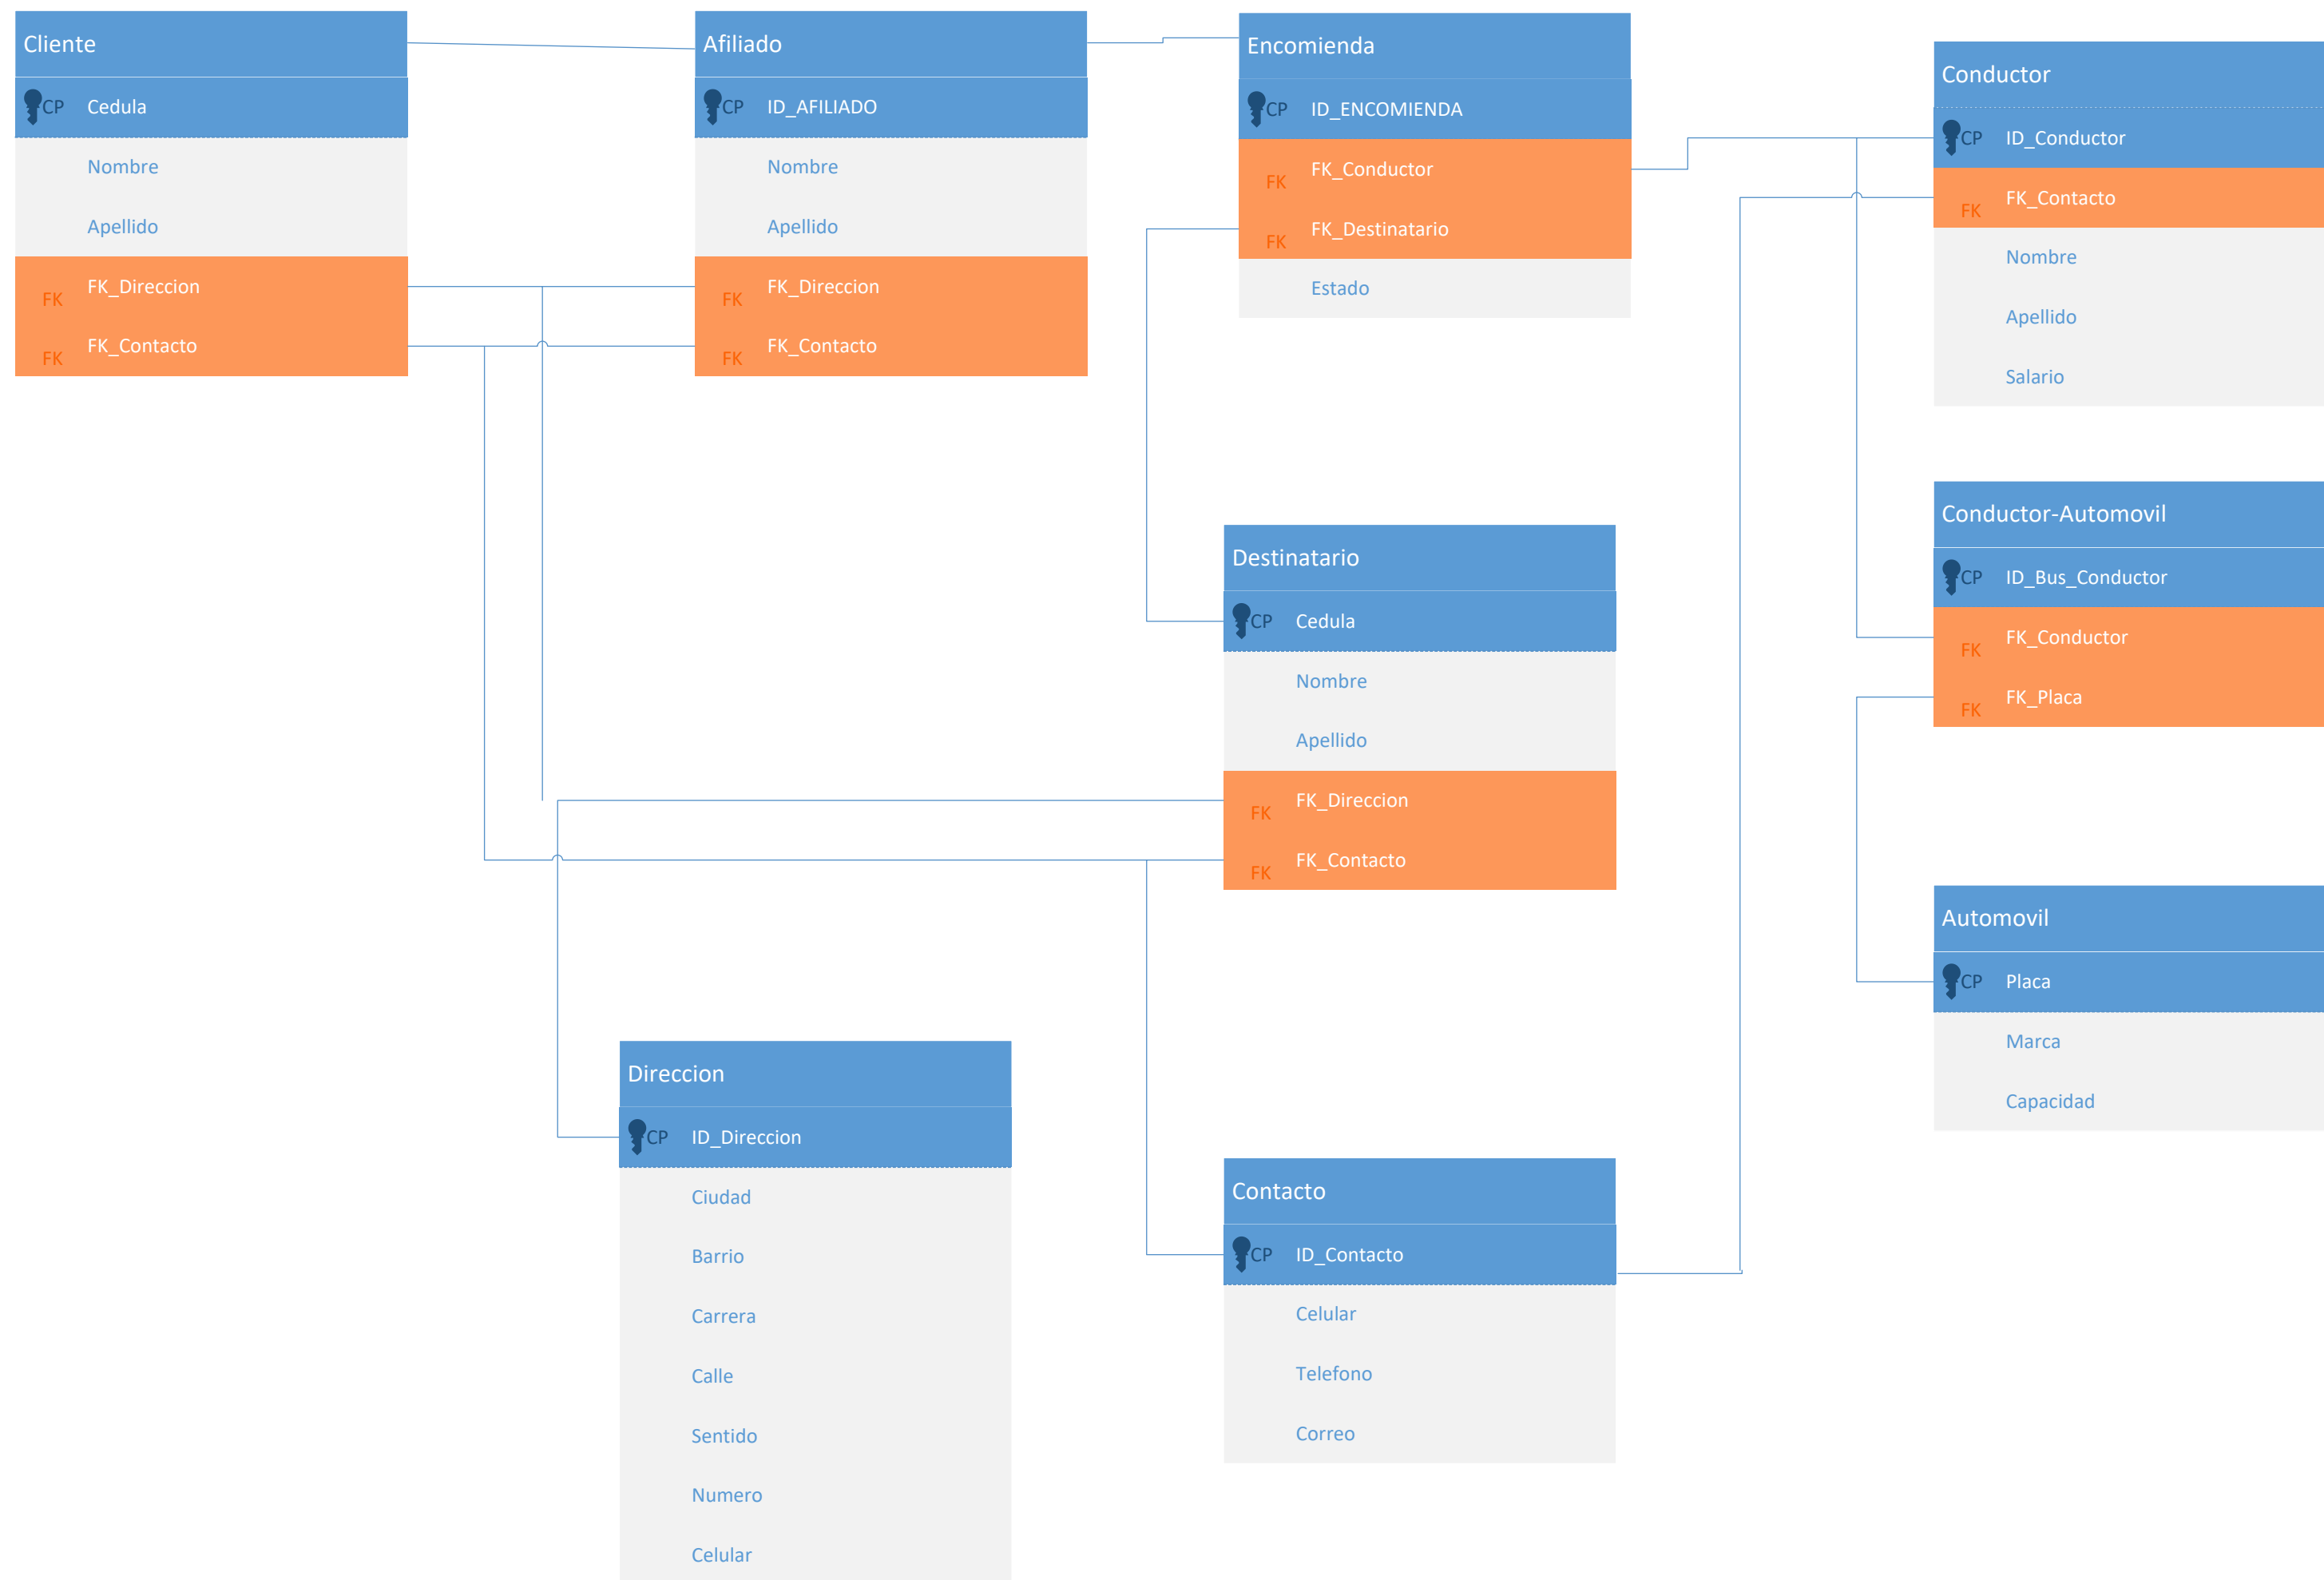 Cliente
CP Cedula
Nombre
Apellido
FK FK_Direccion
FK FK_Contacto
Afiliado
CP ID_AFILIADO
Nombre
Apellido
FK FK_Direccion
FK FK_Contacto
Encomienda
CP ID_ENCOMIENDA
FK FK_Conductor
FK FK_Destinatario
Estado
Conductor
CP ID_Conductor
FK FK_Contacto
Nombre
Apellido
Salario
Conductor-Automovil
CP ID_Bus_Conductor
FK FK_Conductor
FK FK_Placa
Destinatario
CP Cedula
Nombre
Apellido
FK FK_Direccion
FK FK_Contacto
Automovil
CP Placa
Marca
Capacidad
Direccion
CP ID_Direccion
Ciudad
Barrio
Carrera
Calle
Sentido
Numero
Celular
Contacto
CP ID_Contacto
Celular
Telefono
Correo